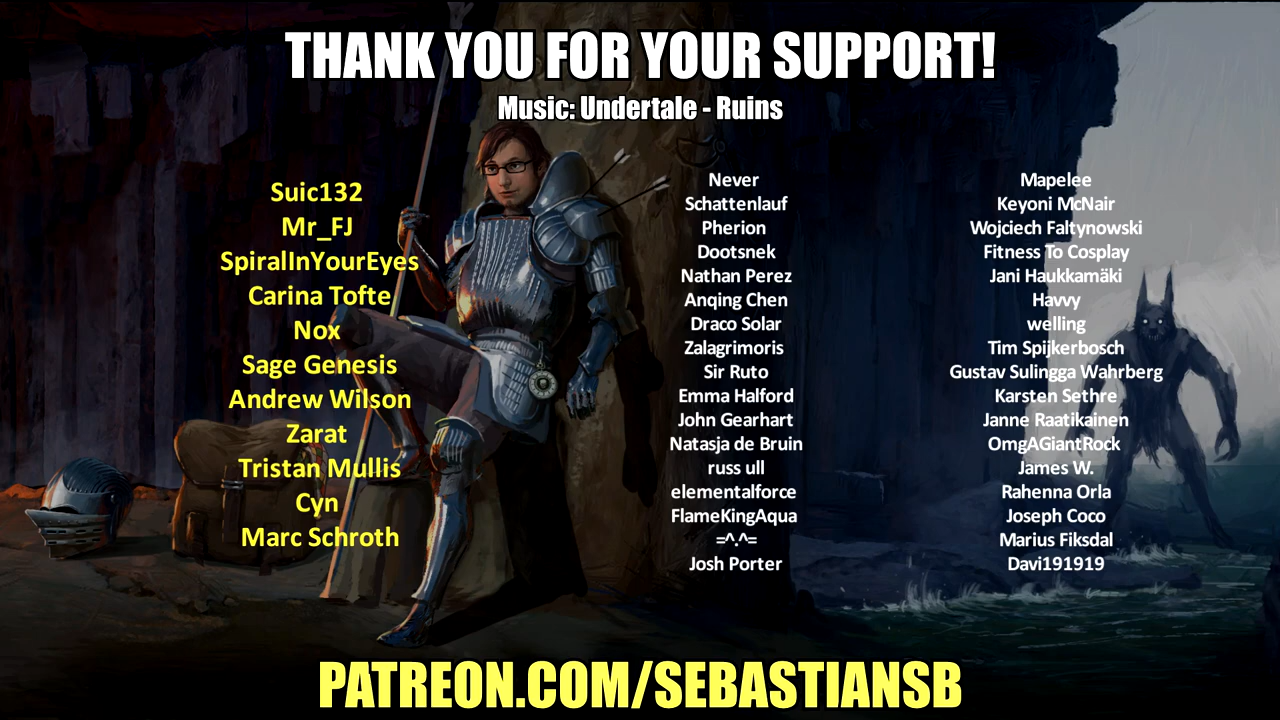 THANK YOU FOR YOUR SUPPORT!
Music: Undertale - Ruins
Suic132
Mr_FJ
SpiralInYourEyes
Carina Tofte
Nox
Sage Genesis
Andrew Wilson
Zarat
Tristan Mullis
Cyn
Marc Schroth
Never
Schattenlauf
Pherion
Dootsnek
Nathan Perez
Anqing Chen
Draco Solar
Zalagrimoris
Sir Ruto
Emma Halford
John Gearhart
Natasja de Bruin
russ ull
elementalforce
FlameKingAqua
=^.^=
Josh Porter
Mapelee
Keyoni McNair
Wojciech Faltynowski
Fitness To Cosplay
Jani Haukkamäki
Havvy
welling
Tim Spijkerbosch
Gustav Sulingga Wahrberg
Karsten Sethre
Janne Raatikainen
OmgAGiantRock
James W.
Rahenna Orla
Joseph Coco
Marius Fiksdal
Davi191919
PATREON.COM/SEBASTIANSB